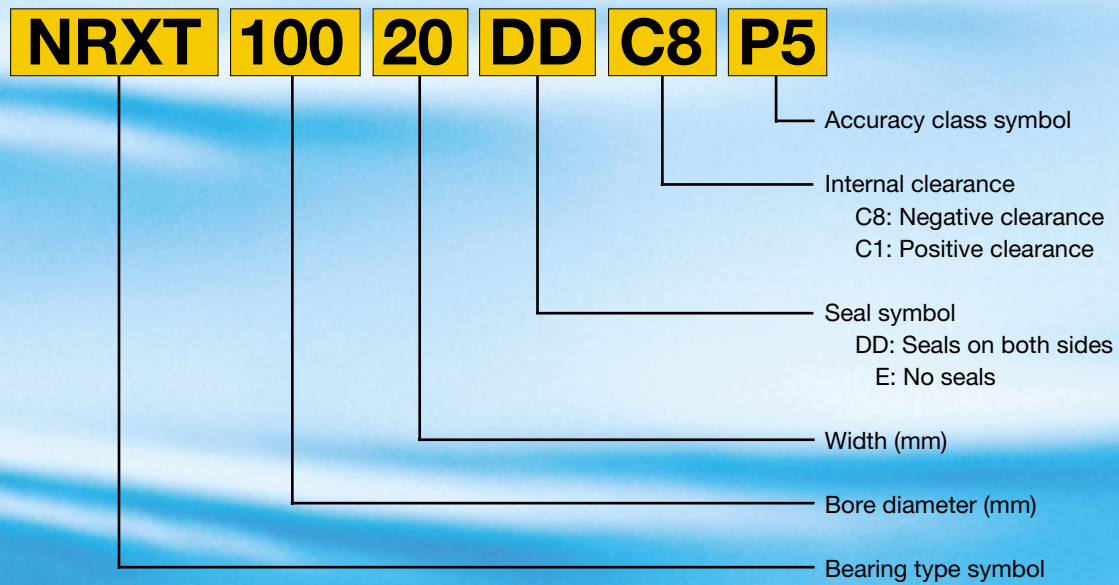 NRXT 100 20 DD C8 P5
Accuracy class symbol
Internal clearance
C8: Negative clearance
C1: Positive clearance
Seal symbol
DD: Seals on both sides
E: No seals
Width (mm)
Bore diameter (mm)
Bearing type symbol